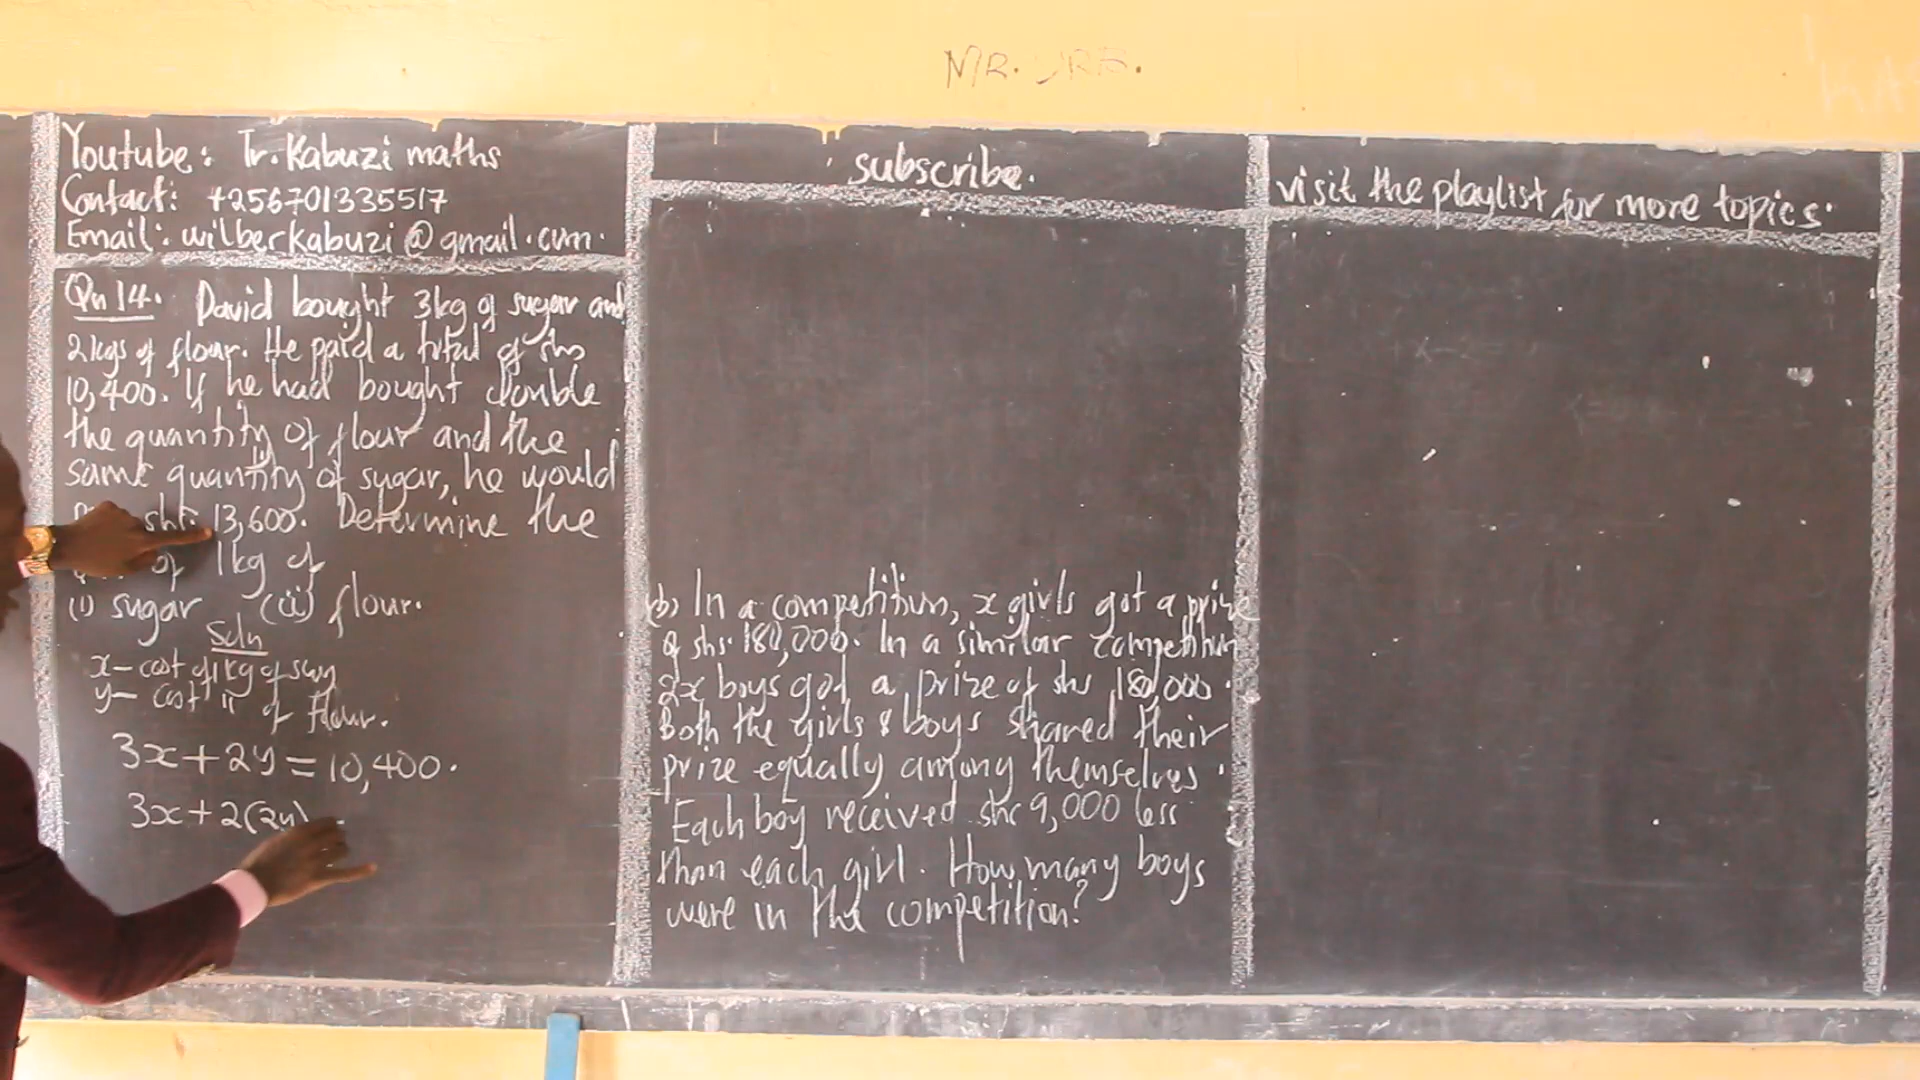 MR.
Youtube: Tr. Kabuzi maths
Contact: +256701335517
Email: wilberkabuzi@gmail.com.
subscribe.
visit the playlist for more topics.
Qn 14. David bought 3kg of sugar and
2kgs of flour. He paid a total of shs
10,400. If he had bought double
the quantity of flour and the
same quantity of sugar, he would
sh: 13,600. Determine the
of 1kg of
(i) sugar (ii) flour.
Soln
x - cost of 1kg of
y - cost " of flour.
3x + 2y = 10,400.
3x + 2(2y)
(b) In a competition, x girls got a prize
of shs. 180,000. In a similar competition
2x boys got a prize of shs 180,000.
Both the girls & boys shared their
prize equally among themselves.
Each boy received shs 9,000 less
than each girl. How many boys
were in the competition?